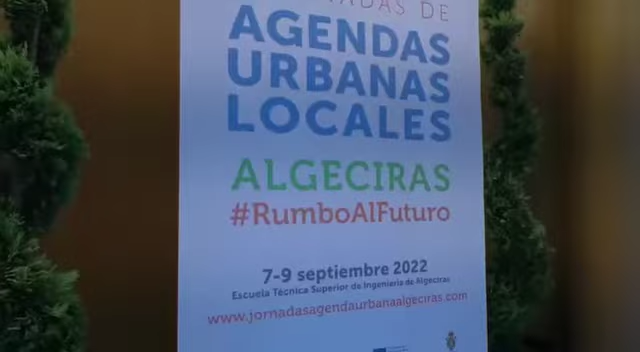 DE
AGENDAS
URBANAS
LOCALES
ALGECIRAS
#RumboAlFuturo
7-9 septiembre 2022
Escuela Técnica Superior de Ingeniería de Algeciras
www.jornadasagendaurbanaalgeciras.com